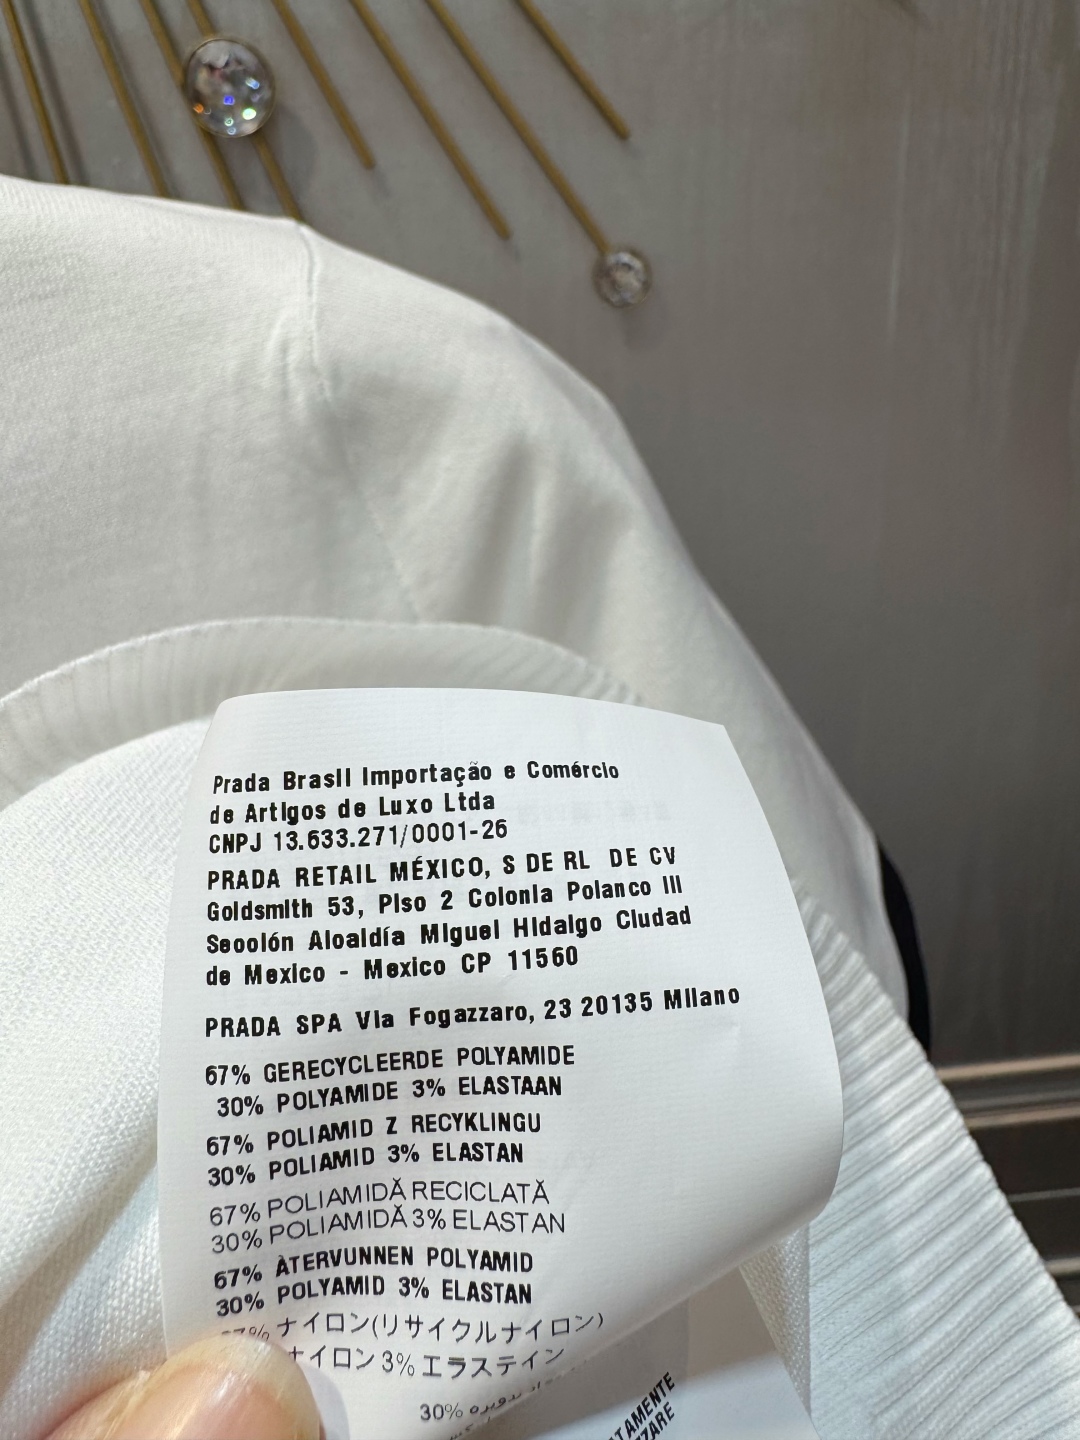 Prada BrasIl Importação e ComércIo
de ArtIgos de Luxo Ltda
CNPJ 13.633.271/0001-26
PRADA RETAIL MÉXICO, S DE RL DE CV
GoldsmIth 53, PIso 2 ColonIa Polanco III
SeooIón Aloaldía MIguel HIdalgo CIudad
de MexIco - MexIco CP 11560
PRADA SPA VIa Fogazzaro, 23 20135 MIlano
67% GERECYCLEERDE POLYAMIDE
30% POLYAMIDE 3% ELASTAAN
67% POLIAMID Z RECYKLINGU
30% POLIAMID 3% ELASTAN
67% POLIAMIDĂ RECICLATĂ
30% POLIAMIDĂ 3% ELASTAN
67% ÀTERVUNNEN POLYAMID
30% POLYAMID 3% ELASTAN
67% ナイロン(リサイクルナイロン)
ナイロン 3% エラステイン
30%